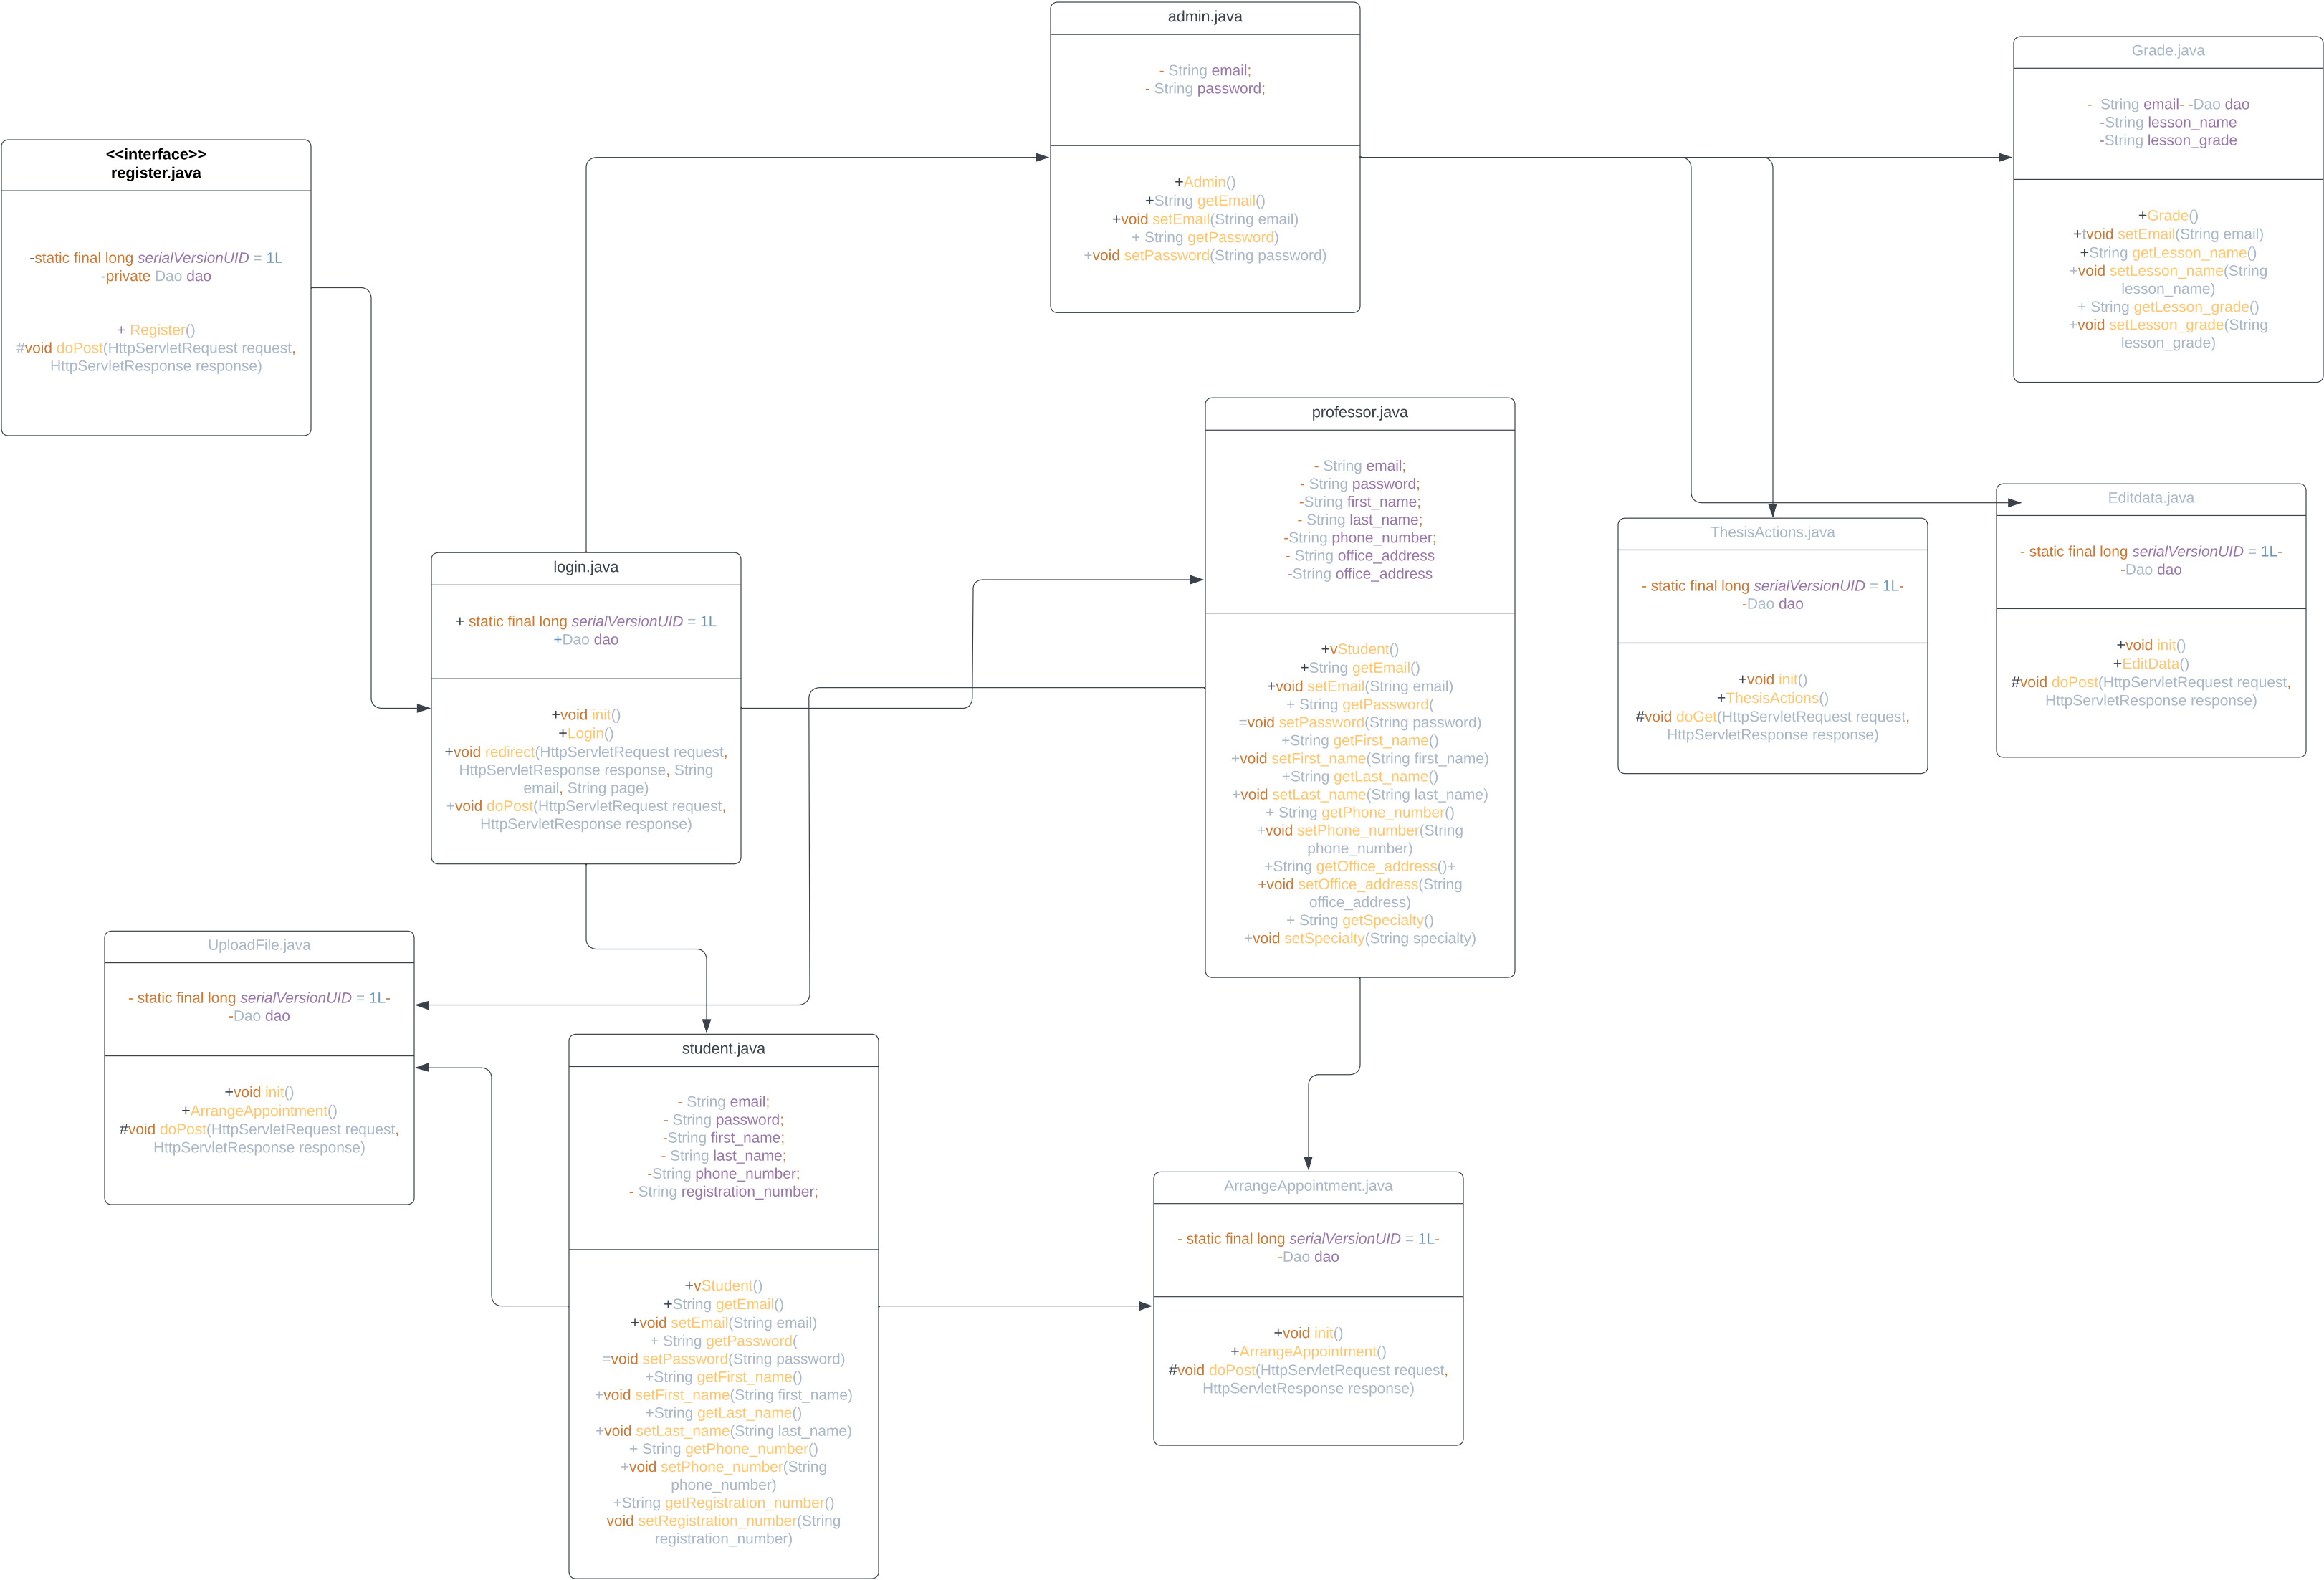 admin.java
- String email;
- String password;
+Admin()
+String getEmail()
+void setEmail(String email)
+ String getPassword)
+void setPassword(String password)
Grade.java
-  String email- -Dao dao
-String lesson_name
-String lesson_grade
+Grade()
+tvoid setEmail(String email)
+String getLesson_name()
+void setLesson_name(String
lesson_name)
+ String getLesson_grade()
+void setLesson_grade(String
lesson_grade)
<<interface>>
register.java
-static final long serialVersionUID = 1L
-private Dao dao
+ Register()
#void doPost(HttpServletRequest request,
HttpServletResponse response)
professor.java
- String email;
- String password;
-String first_name;
- String last_name;
-String phone_number;
- String office_address
-String office_address
+vStudent()
+String getEmail()
+void setEmail(String email)
+ String getPassword(
=void setPassword(String password)
+String getFirst_name()
+void setFirst_name(String first_name)
+String getLast_name()
+void setLast_name(String last_name)
+ String getPhone_number()
+void setPhone_number(String
phone_number)
+String getOffice_address()+
+void setOffice_address(String
office_address)
+ String getSpecialty()
+void setSpecialty(String specialty)
Editdata.java
- static final long serialVersionUID = 1L-
-Dao dao
+void init()
+EditData()
#void doPost(HttpServletRequest request,
HttpServletResponse response)
ThesisActions.java
- static final long serialVersionUID = 1L-
-Dao dao
+void init()
+ThesisActions()
#void doGet(HttpServletRequest request,
HttpServletResponse response)
login.java
+ static final long serialVersionUID = 1L
+Dao dao
+void init()
+Login()
+void redirect(HttpServletRequest request,
HttpServletResponse response, String
email, String page)
+void doPost(HttpServletRequest request,
HttpServletResponse response)
UploadFile.java
- static final long serialVersionUID = 1L-
-Dao dao
+void init()
+ArrangeAppointment()
#void doPost(HttpServletRequest request,
HttpServletResponse response)
student.java
- String email;
- String password;
-String first_name;
- String last_name;
-String phone_number;
- String registration_number;
+vStudent()
+String getEmail()
+void setEmail(String email)
+ String getPassword(
=void setPassword(String password)
+String getFirst_name()
+void setFirst_name(String first_name)
+String getLast_name()
+void setLast_name(String last_name)
+ String getPhone_number()
+void setPhone_number(String
phone_number)
+String getRegistration_number()
void setRegistration_number(String
registration_number)
ArrangeAppointment.java
- static final long serialVersionUID = 1L-
-Dao dao
+void init()
+ArrangeAppointment()
#void doPost(HttpServletRequest request,
HttpServletResponse response)